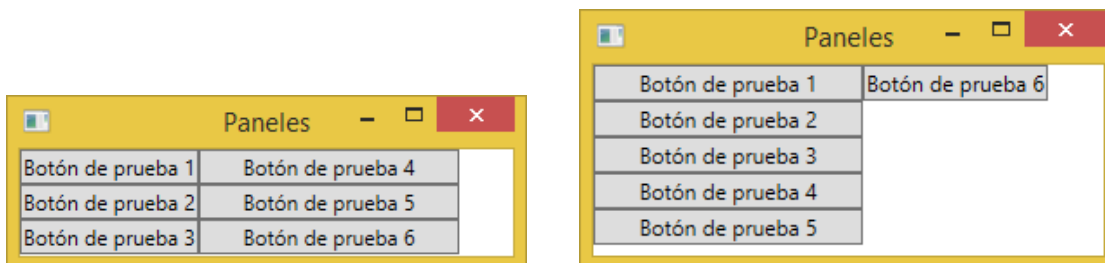 Paneles
Botón de prueba 1 Botón de prueba 4
Botón de prueba 2 Botón de prueba 5
Botón de prueba 3 Botón de prueba 6
Paneles
Botón de prueba 1 Botón de prueba 6
Botón de prueba 2
Botón de prueba 3
Botón de prueba 4
Botón de prueba 5